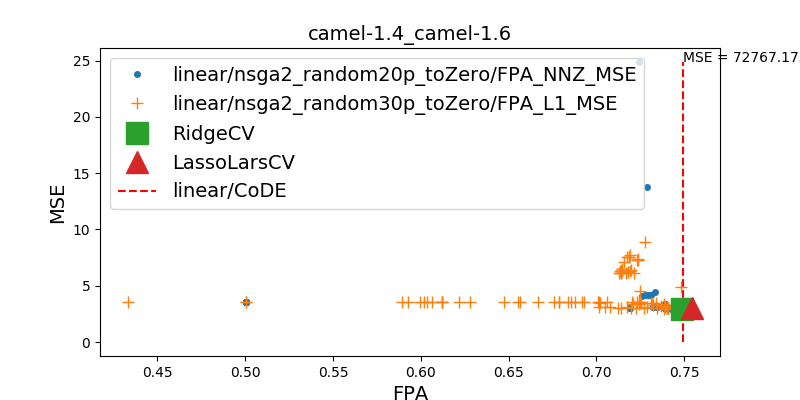 camel-1.4_camel-1.6
MSE = 72767.17
25
20
15
10
5
0
MSE
linear/nsga2_random20p_toZero/FPA_NNZ_MSE
linear/nsga2_random30p_toZero/FPA_L1_MSE
RidgeCV
LassoLarsCV
linear/CoDE
0.45 0.50 0.55 0.60 0.65 0.70 0.75
FPA